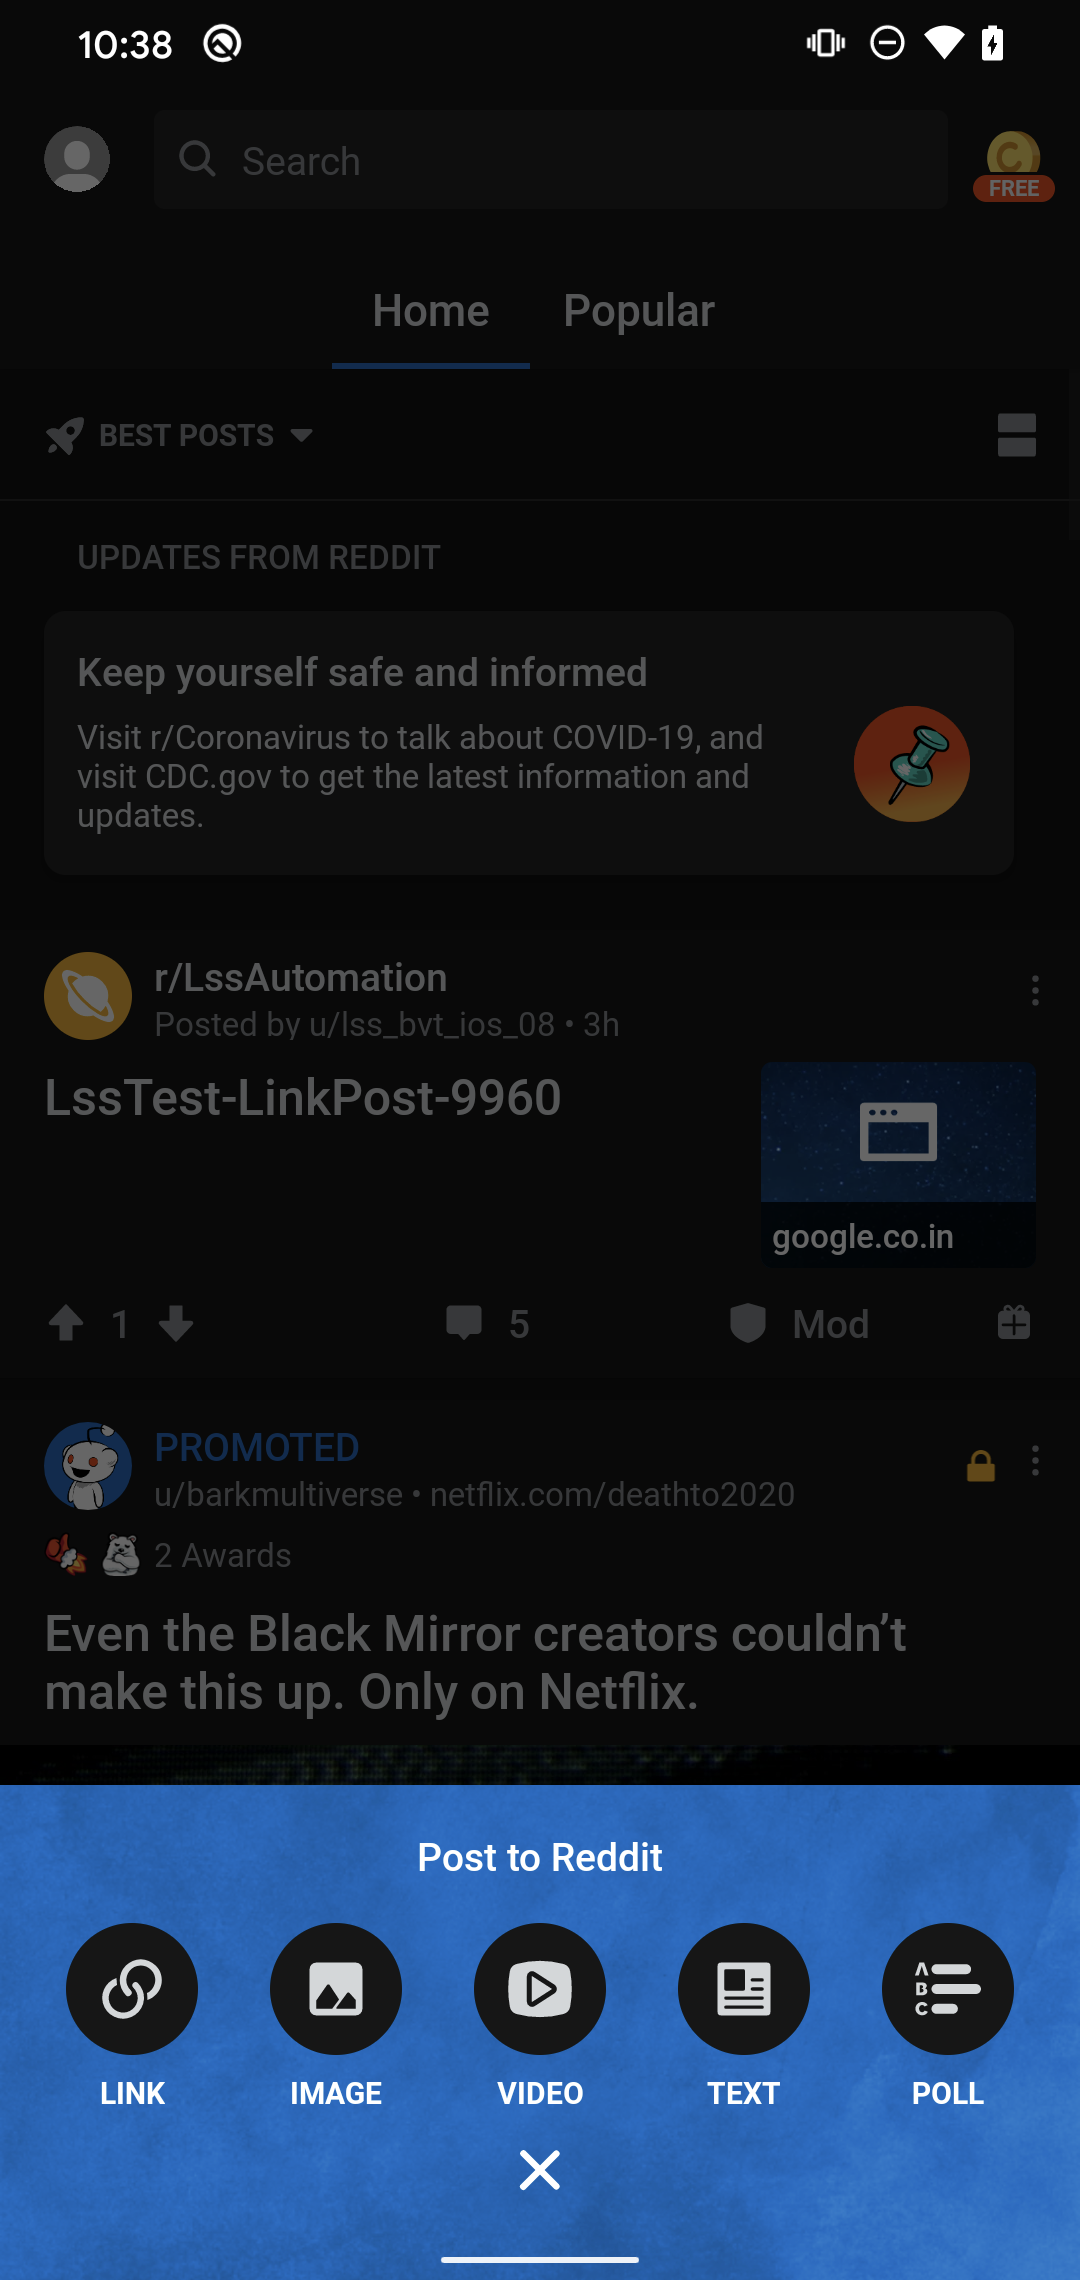 10:38
Search
FREE
Home Popular
BEST POSTS
UPDATES FROM REDDIT
Keep yourself safe and informed
Visit r/Coronavirus to talk about COVID-19, and
visit CDC.gov to get the latest information and
updates.
r/LssAutomation
Posted by u/lss_bvt_ios_08 • 3h
LssTest-LinkPost-9960
google.co.in
1 5 Mod
PROMOTED
u/barkmultiverse • netflix.com/deathto2020
2 Awards
Even the Black Mirror creators couldn’t
make this up. Only on Netflix.
Post to Reddit
A
B
C
LINK IMAGE VIDEO TEXT POLL